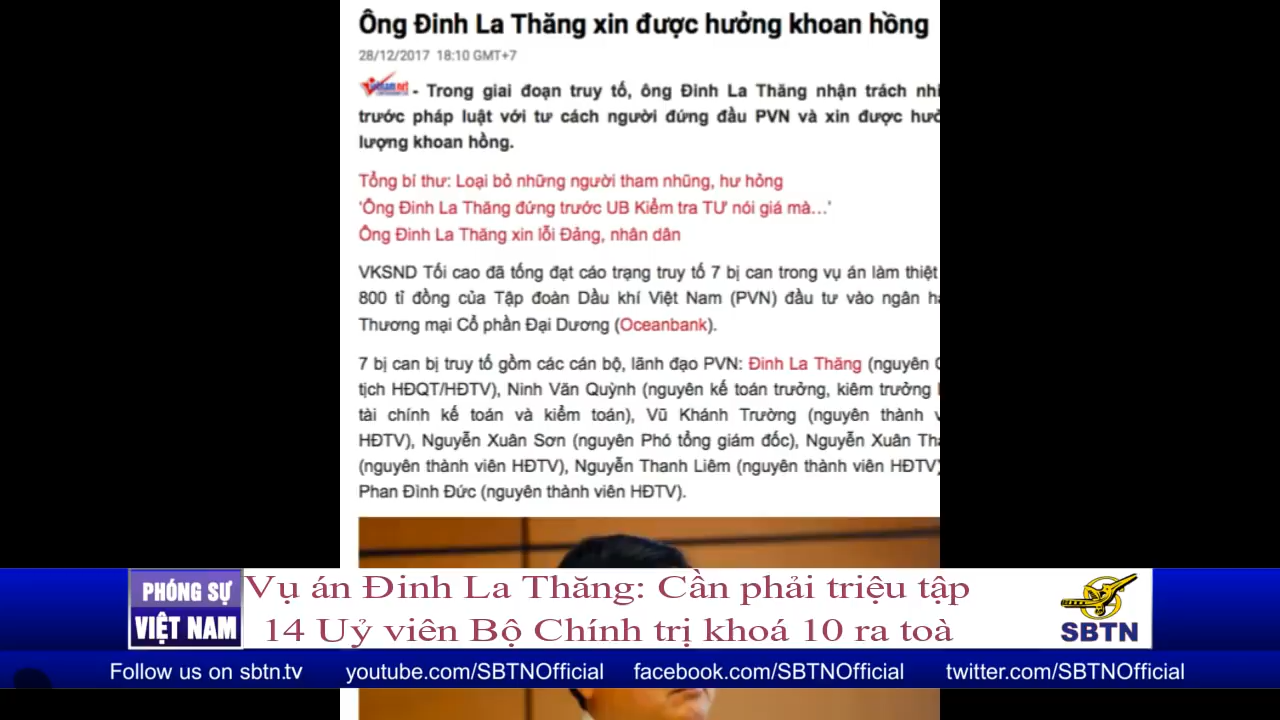 Ông Đinh La Thăng xin được hưởng khoan hồng
28/12/2017 18:10 GMT+7
Vietnam net - Trong giai đoạn truy tố, ông Đinh La Thăng nhận trách
trước pháp luật với tư cách người đứng đầu PVN và xin được
lượng khoan hồng.
Tổng bí thư: Loại bỏ những người tham nhũng, hư hỏng
'Ông Đinh La Thăng đứng trước UB Kiểm tra TƯ nói giá mà...'
Ông Đinh La Thăng xin lỗi Đảng, nhân dân
VKSND Tối cao đã tống đạt cáo trạng truy tố 7 bị can trong vụ án làm thiệt
800 tỉ đồng của Tập đoàn Dầu khí Việt Nam (PVN) đầu tư vào ngân
Thương mại Cổ phần Đại Dương (Oceanbank).
7 bị can bị truy tố gồm các cán bộ, lãnh đạo PVN: Đinh La Thăng (nguyên
tịch HĐQT/HĐTV), Ninh Văn Quỳnh (nguyên kế toán trưởng, kiêm trưởng
tài chính kế toán và kiểm toán), Vũ Khánh Trường (nguyên thành
HĐTV), Nguyễn Xuân Sơn (nguyên Phó tổng giám đốc), Nguyễn Xuân
(nguyên thành viên HĐTV), Nguyễn Thanh Liêm (nguyên thành viên HĐTV)
Phan Đình Đức (nguyên thành viên HĐTV).
PHÓNG SỰ
VIỆT NAM
Vụ án Đinh La Thăng: Cần phải triệu tập
14 Uỷ viên Bộ Chính trị khoá 10 ra toà
SBTN
Follow us on sbtn.tv youtube.com/SBTNOfficial facebook.com/SBTNOfficial twitter.com/SBTNOfficial